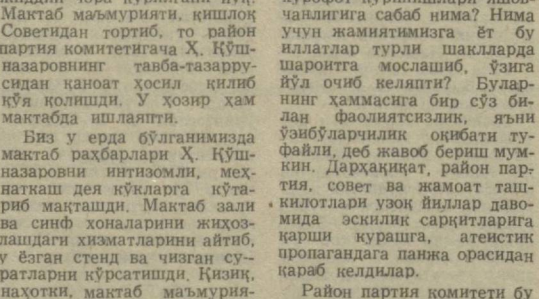 Мактаб маъмурияти, қишлоқ
Советидан тортиб, то район
партия комитетигача Ҳ. Қўш-
назаровнинг тавба-тазарру-
сидан қаноат ҳосил қилиб
қўя қолишди. У ҳозир ҳам
мактабда ишлаяпти.
Биз у ерда бўлганимизда
мактаб раҳбарлари Ҳ. Қўш-
назаровни интизомли, меҳ-
наткаш дея кўкларга кўта-
риб мақташди. Мактаб зали
ва синф хоналарини жиҳоз-
лашдаги хизматларини айтиб,
у ёзган стенд ва чизган су-
ратларни кўрсатишди. Қизиқ,
наҳотки, мактаб маъмурия-
чанлигига сабаб нима? Нима
учун жамиятимизга ёт бу
иллатлар турли шаклларда
шароитга мослашиб, ўзига
йўл очиб келяпти? Булар-
нинг ҳаммасига бир сўз би-
лан фаолиятсизлик, яъни
ўзибўларчилик оқибати ту-
файли, деб жавоб бериш мум-
кин. Дарҳақиқат, район пар-
тия, совет ва жамоат таш-
килотлари узоқ йиллар даво-
мида эскилик сарқитларига
қарши курашга, атеистик
пропагандага панжа орасидан
қараб келдилар.
Район партия комитети бу